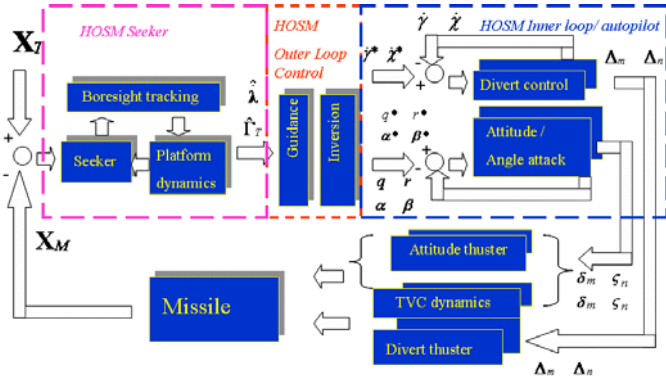 X_T
HOSM Seeker
HOSM
Outer Loop
Control
HOSM Inner loop/ autopilot
γ̇ χ̇
γ̇* χ̇*
Δ_m Δ_n
Boresight tracking
Seeker
Platform
dynamics
λ̂̇
Γ̂_T
Guidance
Inversion
Divert control
q* r*
α* β*
Attitude /
Angle attack
q r
α β
+
-
-
+
+
-
X_M
Missile
Attitude thuster
TVC dynamics
Divert thuster
δ_m ς_n
δ_m ς_n
Δ_m Δ_n